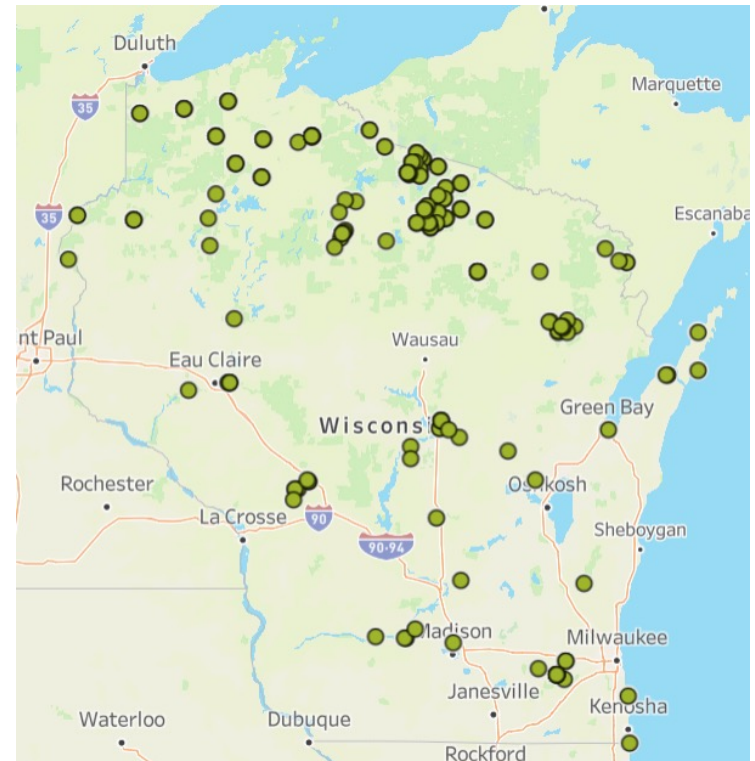 Duluth
Marquette
35
35
Escanaba
nt Paul
Wausau
Eau Claire
Green Bay
Wisconsi
Rochester
Oshkosh
La Crosse
90
Sheboygan
90-94
Madison
Milwaukee
Janesville
Kenosha
Waterloo
Dubuque
Rockford